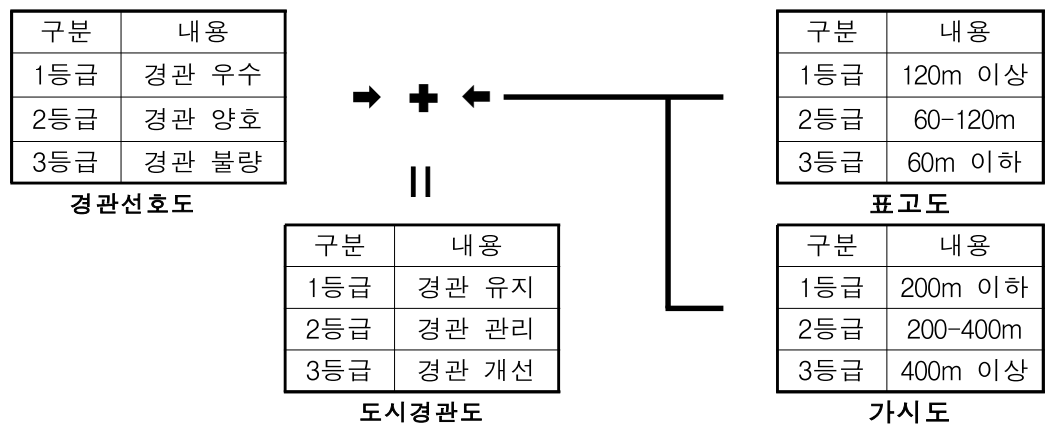 구분 내용
1등급 경관 우수
2등급 경관 양호
3등급 경관 불량
경관선호도
구분 내용
1등급 120m 이상
2등급 60-120m
3등급 60m 이하
표고도
구분 내용
1등급 경관 유지
2등급 경관 관리
3등급 경관 개선
도시경관도
구분 내용
1등급 200m 이하
2등급 200-400m
3등급 400m 이상
가시도